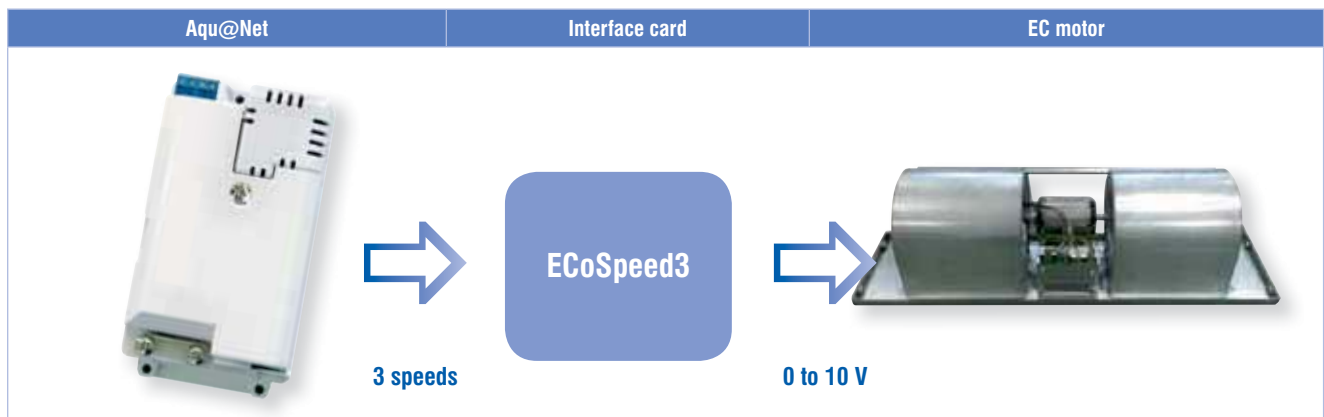 Aqu@Net
Interface card
EC motor
ECoSpeed3
3 speeds
0 to 10 V